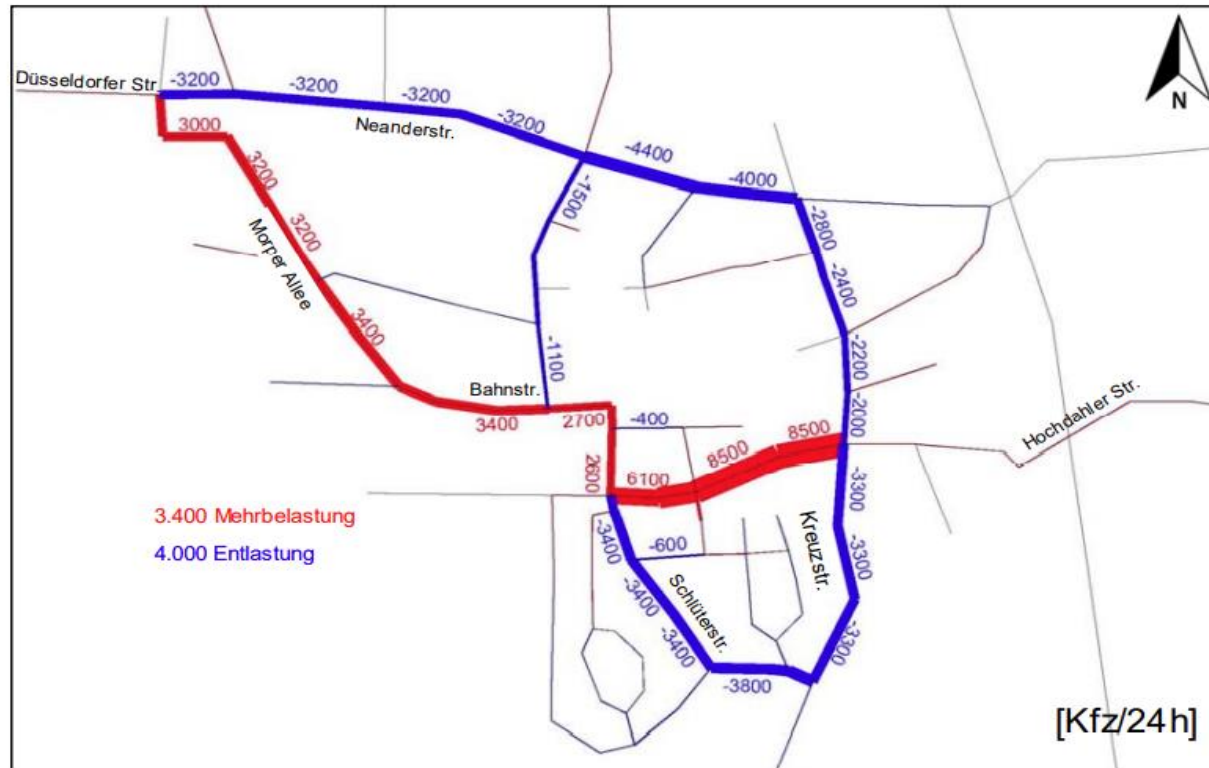 Düsseldorfer Str.
-3200
-3200
-3200
-3200
Neanderstr.
3000
-4400
-4000
3200
-1500
N
3200
Morper Allee
-2800
-2400
3400
-1100
-2200
Bahnstr.
3400
2700
-400
-2000
8500
8500
Hochdahler Str.
2600
6100
-3300
3.400 Mehrbelastung
4.000 Entlastung
-3400
-600
Kreuzstr.
-3300
-3400
Schlüterstr.
-3400
-3300
-3800
[Kfz/24h]